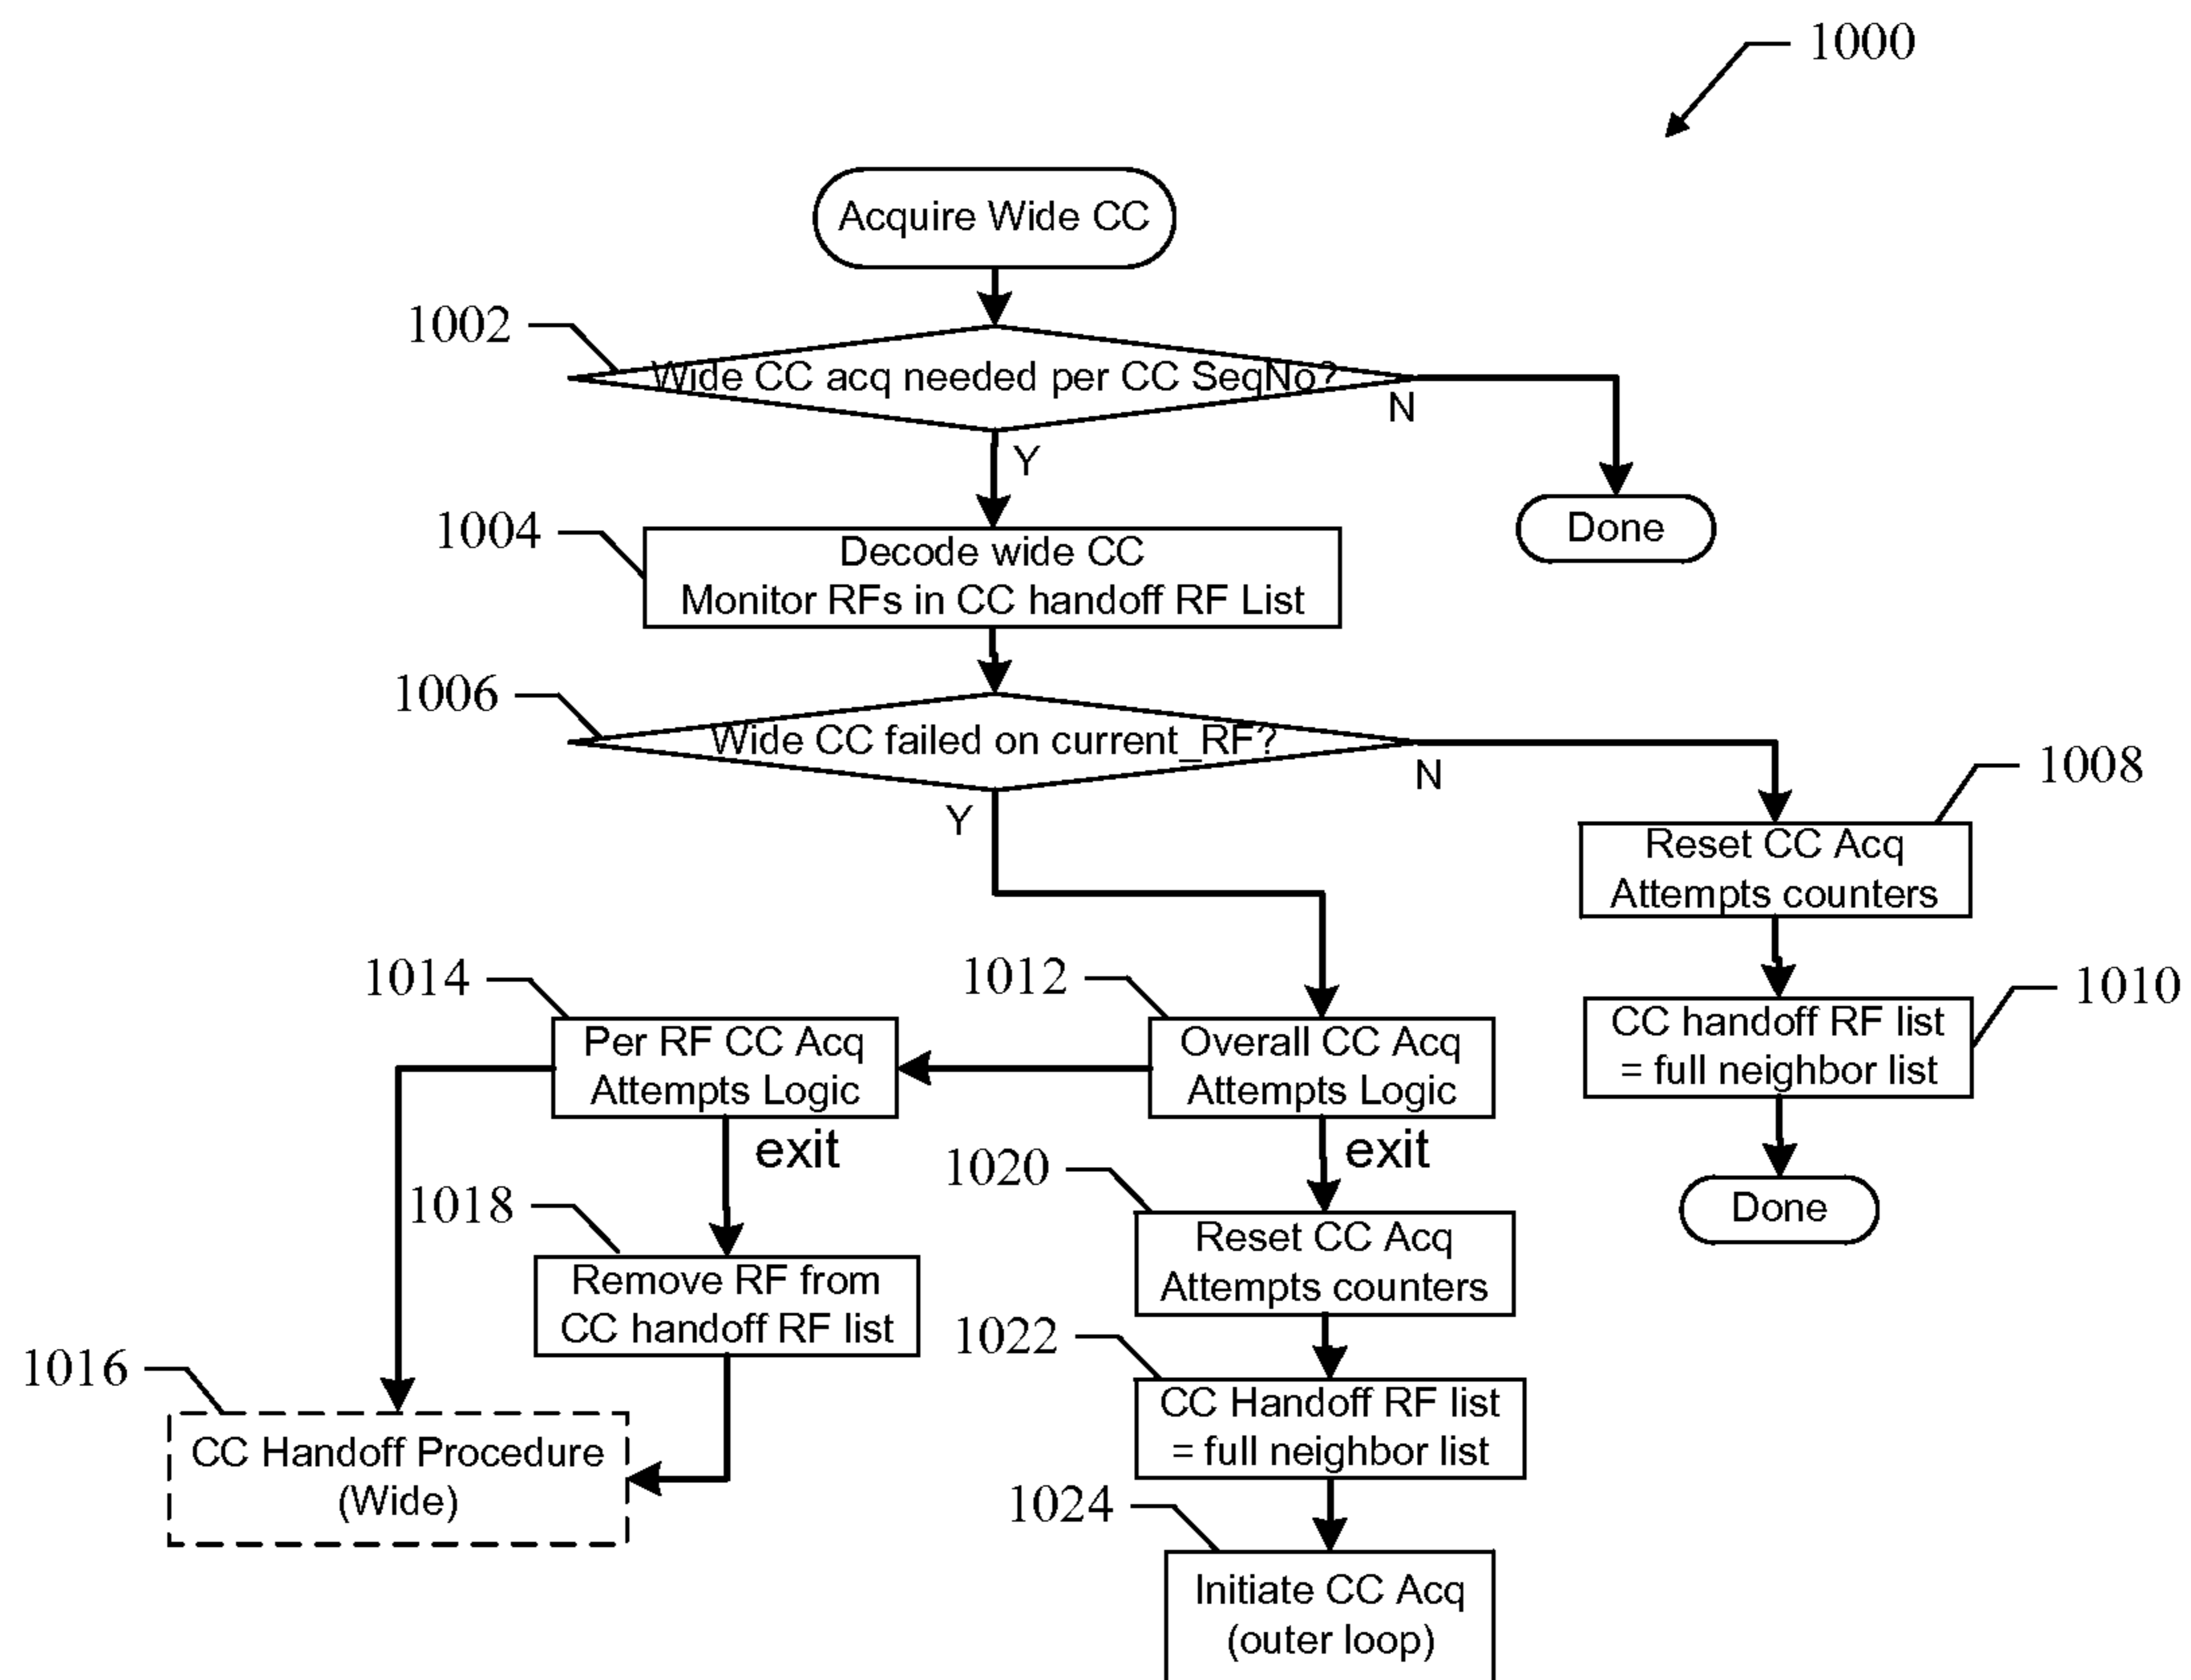 1000
Acquire Wide CC
1002
Wide CC acq needed per CC SeqNo?
N
Y
Done
1004
Decode wide CC
Monitor RFs in CC handoff RF List
1006
Wide CC failed on current_RF?
N
Y
1008
Reset CC Acq
Attempts counters
1010
CC handoff RF list
= full neighbor list
Done
1012
Overall CC Acq
Attempts Logic
exit
1014
Per RF CC Acq
Attempts Logic
exit
1018
Remove RF from
CC handoff RF list
1016
CC Handoff Procedure
(Wide)
1020
Reset CC Acq
Attempts counters
1022
CC Handoff RF list
= full neighbor list
1024
Initiate CC Acq
(outer loop)